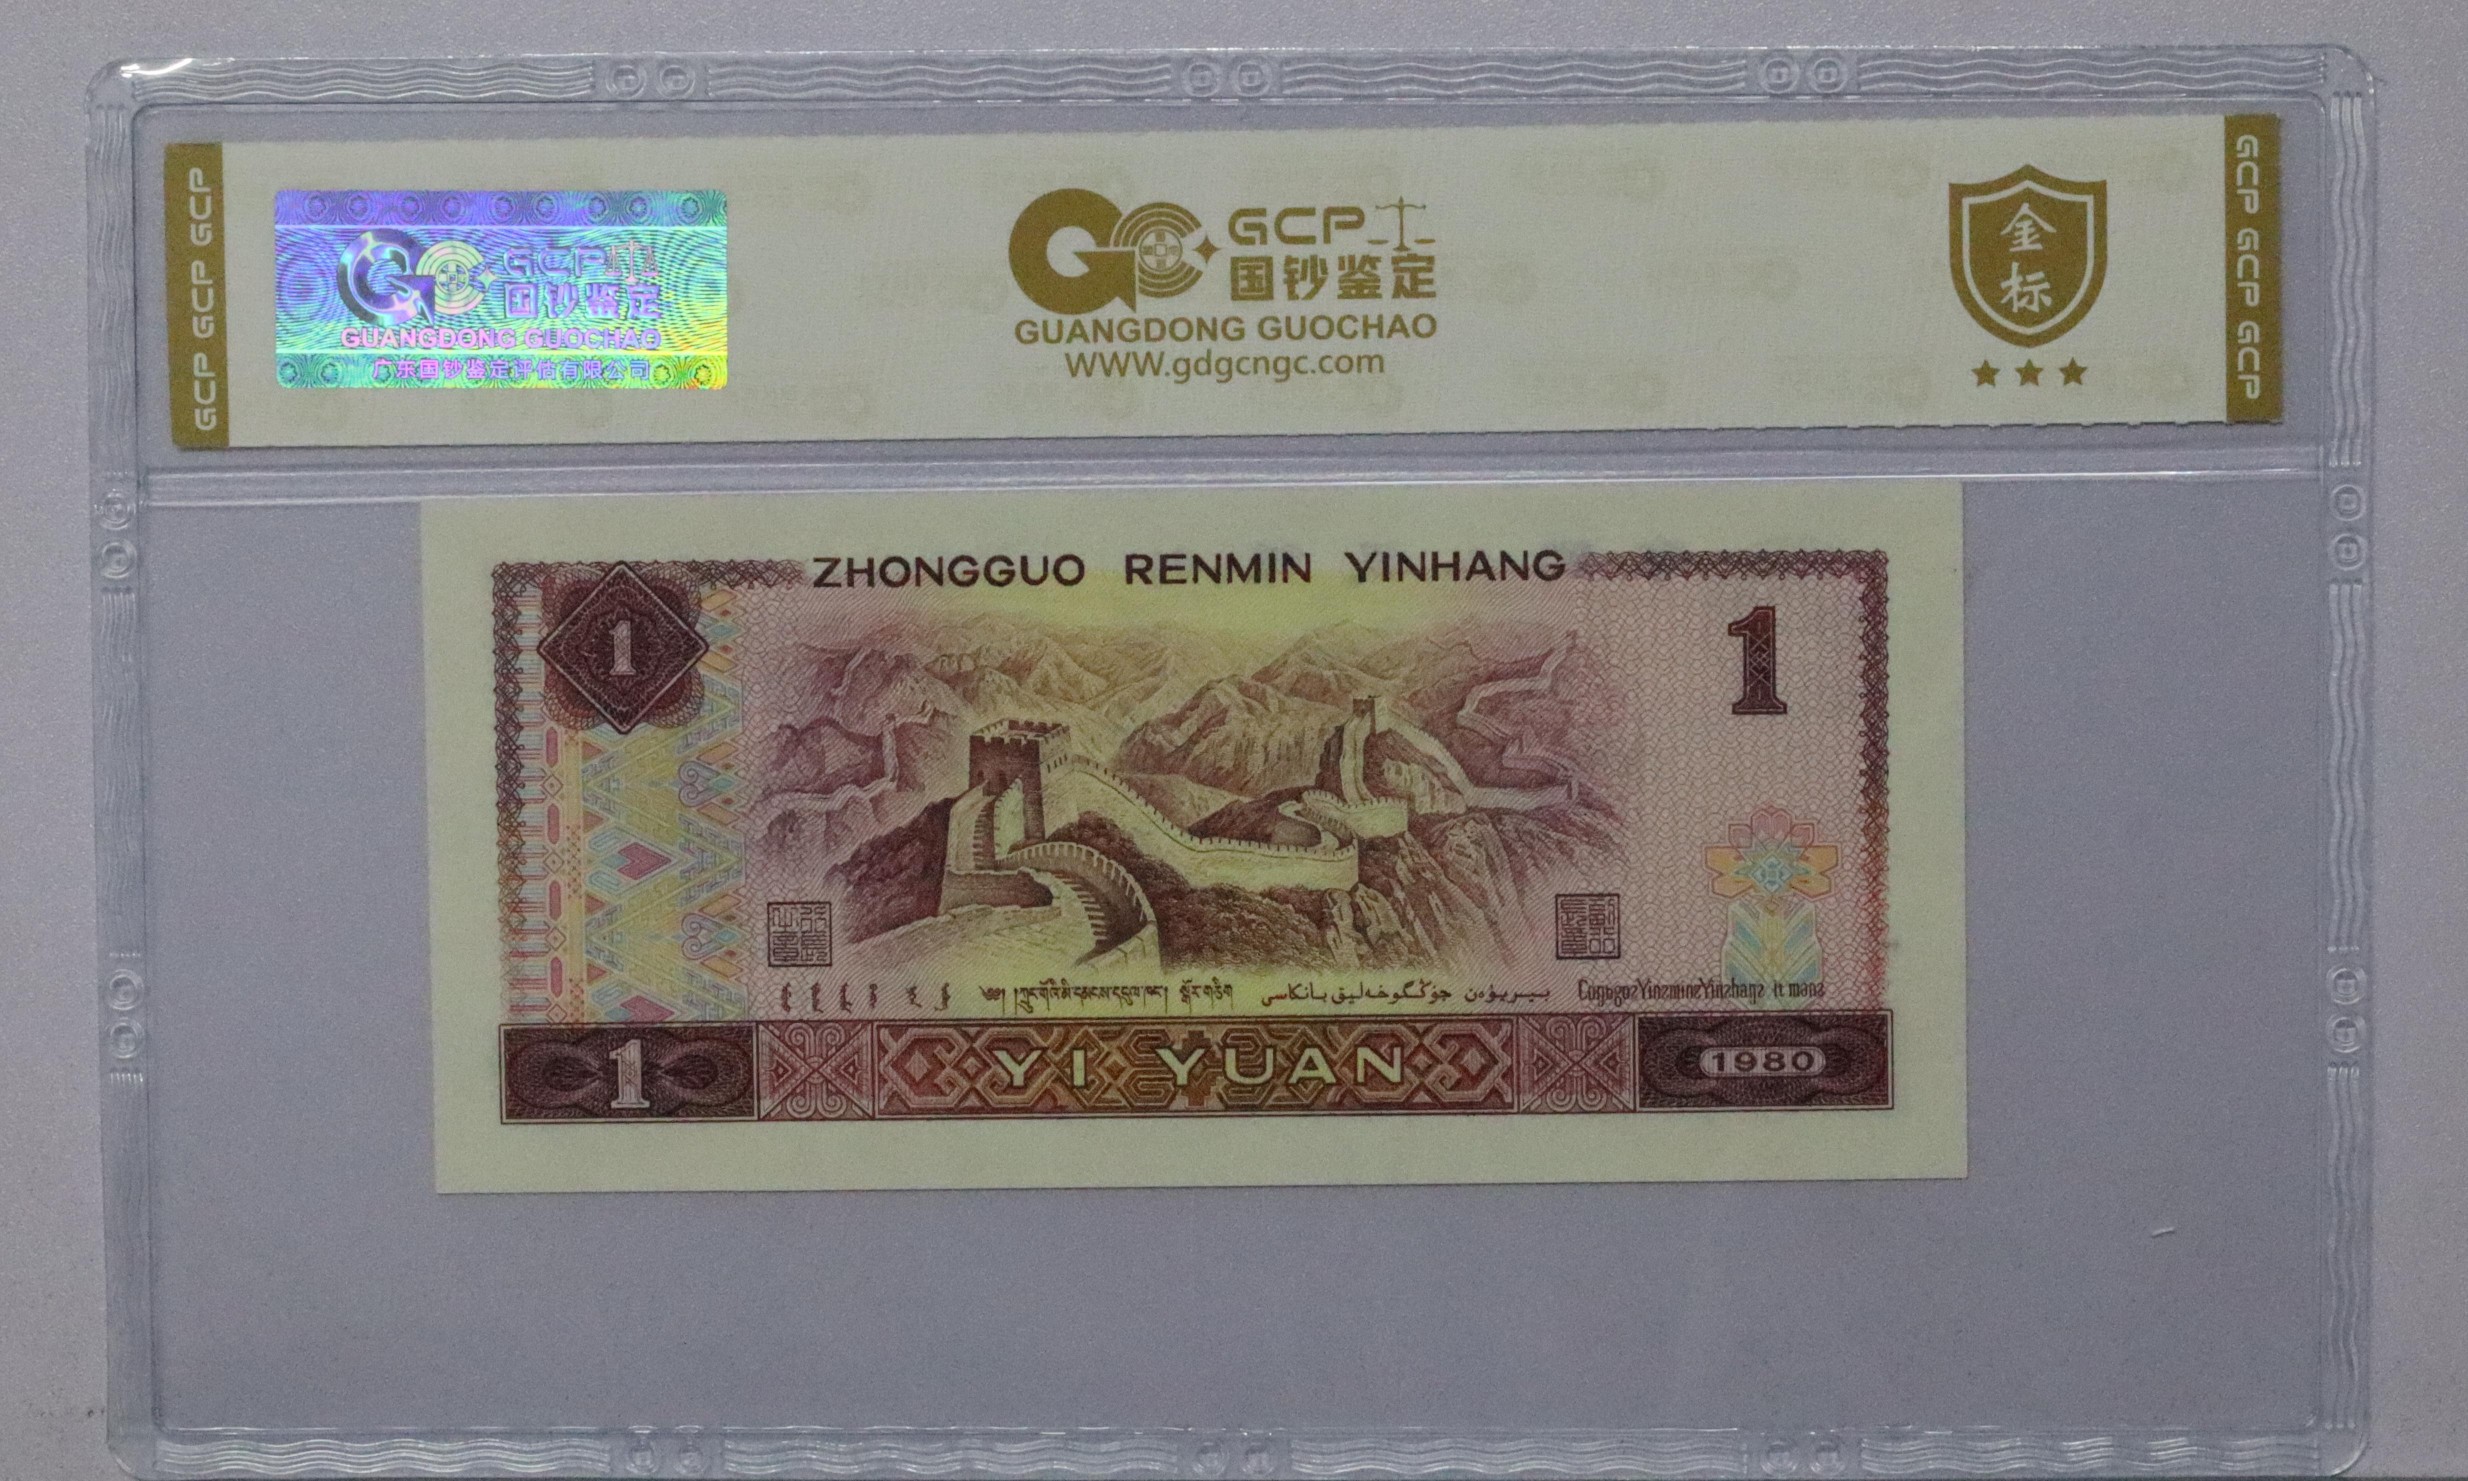 GCP GCP GCP
GCP
国钞鉴定
GUANGDONG GUOCHAO
广东国钞鉴定评估有限公司
GCP
国钞鉴定
GUANGDONG GUOCHAO
WWW.gdgcngc.com
金
标
GCP GCP GCP
ZHONGGUO RENMIN YINHANG
1
1
YI YUAN
1
1980